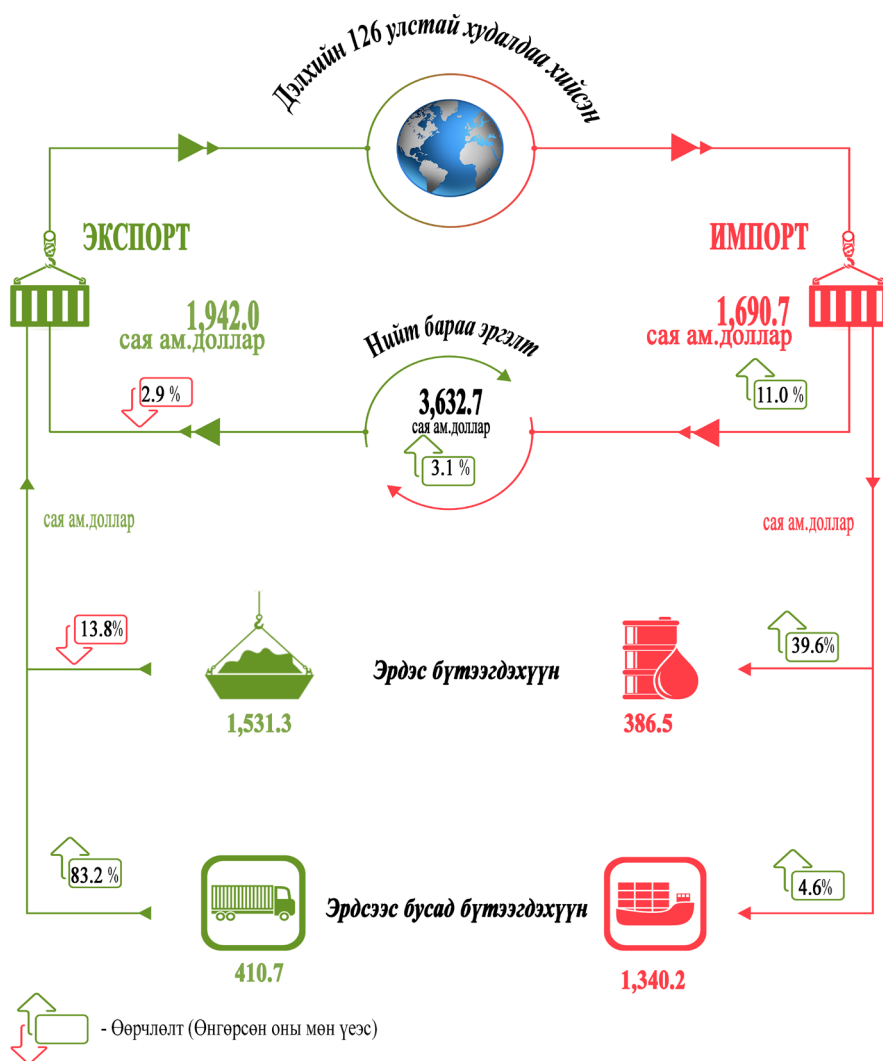 Дэлхийн 126 улстай худалдаа хийсэн
ЭКСПОРТ
ИМПОРТ
1,942.0
сая ам.доллар
1,690.7
сая ам.доллар
Нийт бараа эргэлт
2.9 %
11.0 %
3,632.7
сая ам.доллар
3.1 %
сая ам.доллар
сая ам.доллар
13.8%
Эрдэс бүтээгдэхүүн
39.6%
1,531.3
386.5
83.2 %
Эрдсээс бусад бүтээгдэхүүн
4.6%
410.7
1,340.2
- Өөрчлөлт (Өнгөрсөн оны мөн үеэс)